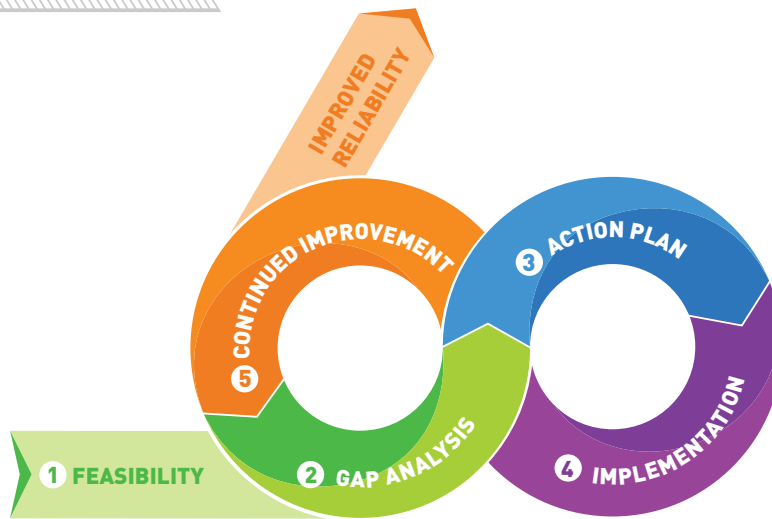 IMPROVED
RELIABILITY
5 CONTINUED IMPROVEMENT
3 ACTION PLAN
1 FEASIBILITY
2 GAP ANALYSIS
4 IMPLEMENTATION